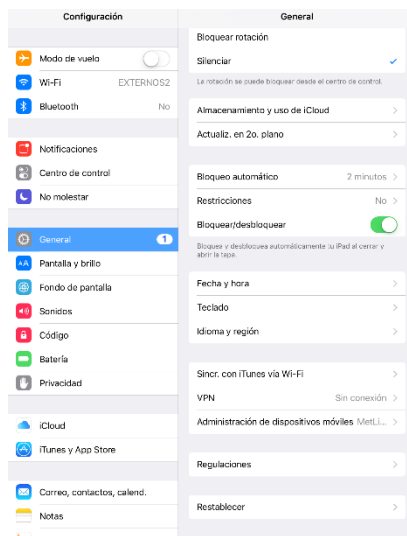 Configuración
Modo de vuelo
Wi-Fi EXTERNOS2
Bluetooth No
Notificaciones
Centro de control
No molestar
General 1
Pantalla y brillo
Fondo de pantalla
Sonidos
Código
Batería
Privacidad
iCloud
iTunes y App Store
Correo, contactos, calend.
Notas
General
Bloquear rotación
Silenciar
La rotación se puede bloquear desde el centro de control.
Almacenamiento y uso de iCloud
Actualiz. en 2o. plano
Bloqueo automático 2 minutos
Restricciones No
Bloquear/desbloquear
Bloquea y desbloquea automáticamente tu iPad al cerrar y
abrir la tapa.
Fecha y hora
Teclado
Idioma y región
Sincr. con iTunes vía Wi-Fi
VPN Sin conexión
Administración de dispositivos móviles MetLi...
Regulaciones
Restablecer